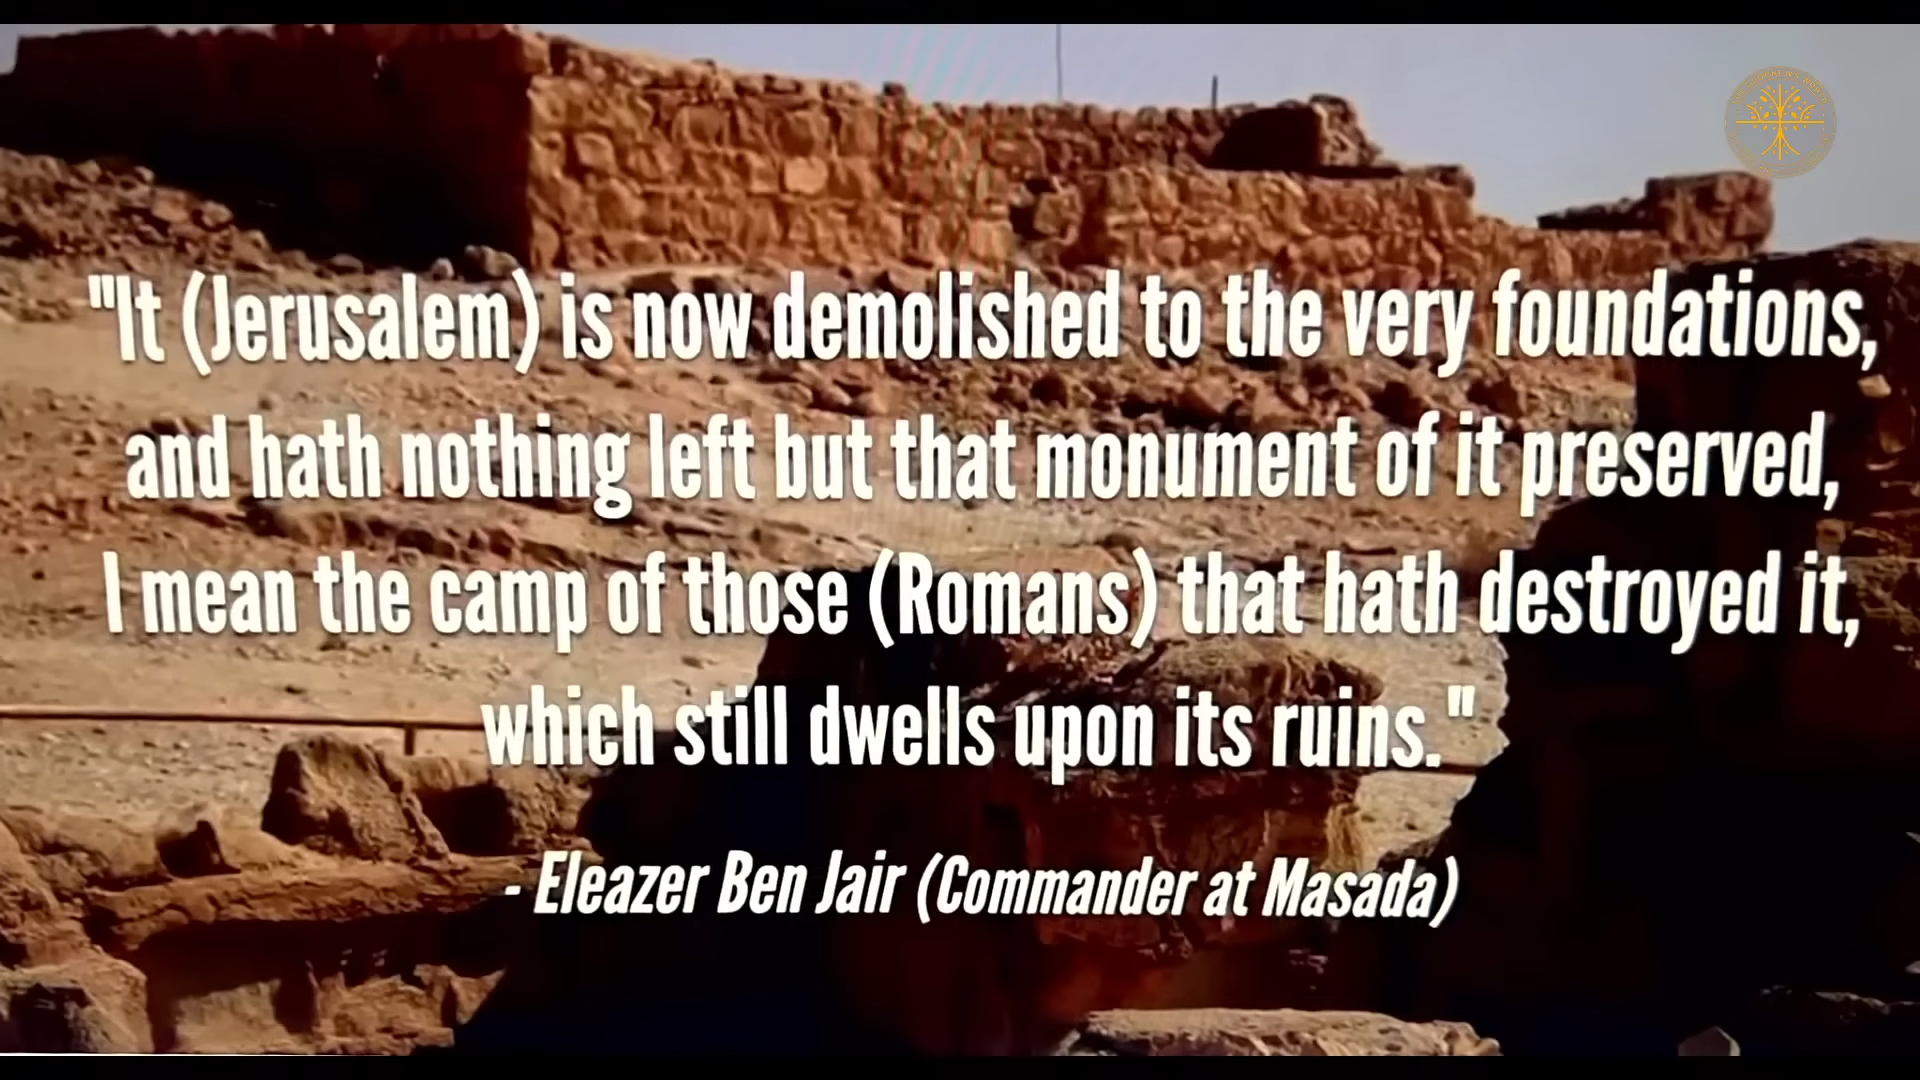 "It (Jerusalem) is now demolished to the very foundations,
and hath nothing left but that monument of it preserved,
I mean the camp of those (Romans) that hath destroyed it,
which still dwells upon its ruins."
- Eleazer Ben Jair (Commander at Masada)